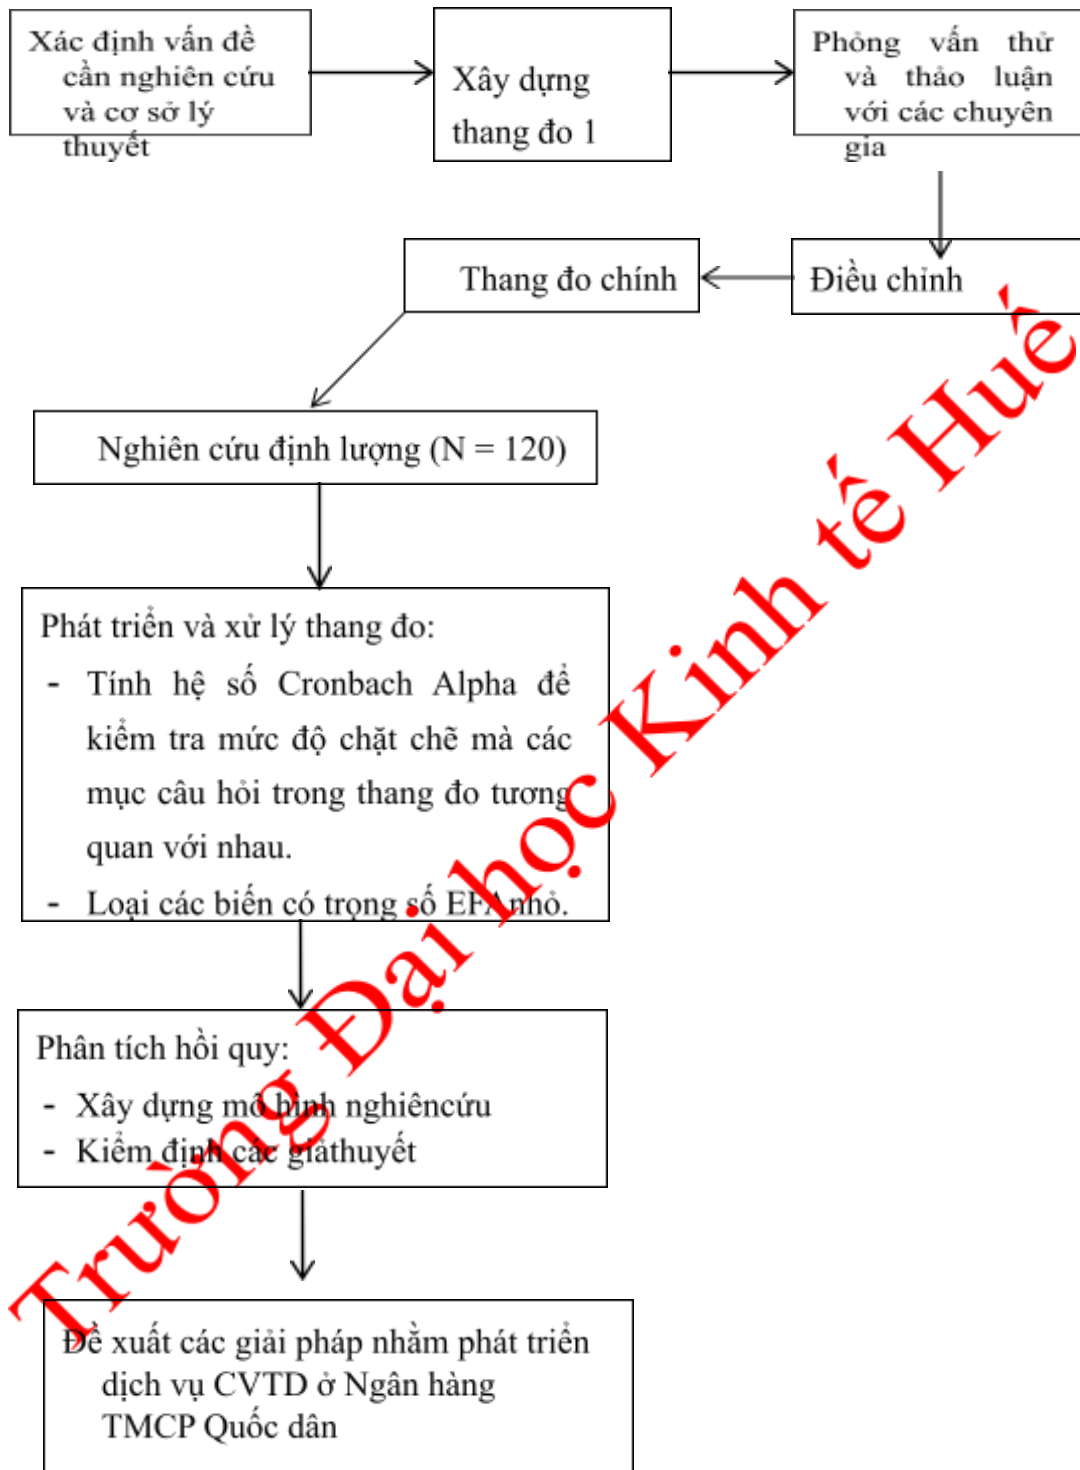 Xác định vấn đề
cần nghiên cứu
và cơ sở lý
thuyết
Xây dựng
thang đo 1
Phỏng vấn thử
và thảo luận
với các chuyên
gia
Điều chỉnh
Thang đo chính
Nghiên cứu định lượng (N = 120)
Phát triển và xử lý thang đo:
- Tính hệ số Cronbach Alpha để
kiểm tra mức độ chặt chẽ mà các
mục câu hỏi trong thang đo tương
quan với nhau.
- Loại các biến có trọng số EFAnhỏ.
Phân tích hồi quy:
- Xây dựng mô hình nghiêncứu
- Kiểm định các giảthuyết
Đề xuất các giải pháp nhằm phát triển
dịch vụ CVTD ở Ngân hàng
TMCP Quốc dân
Trường Đại học Kinh tế Huế